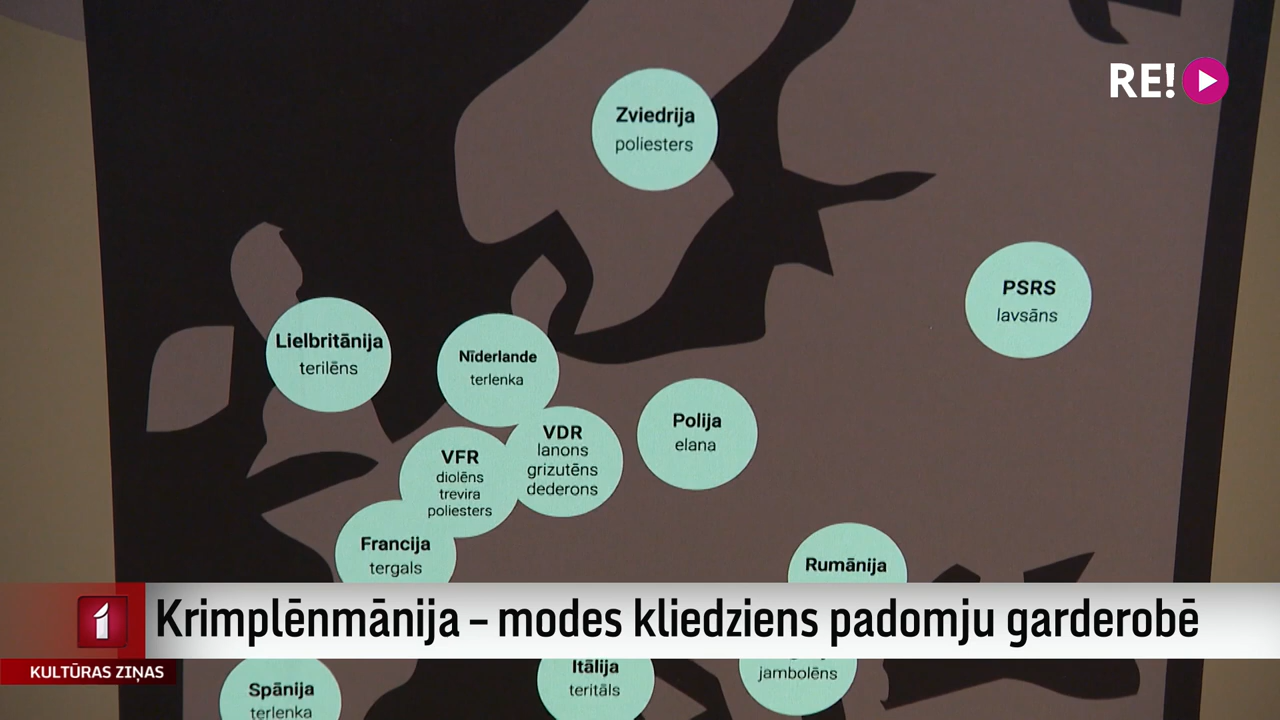 RE!
Zviedrija
poliesters
PSRS
lavsāns
Lielbritānija
terilēns
Nīderlande
terlenka
Polija
elana
VDR
lanons
grizutēns
dederons
VFR
diolēns
trevira
poliesters
Francija
tergals
Rumānija
1
Krimplēnmānija – modes kliedziens padomju garderobē
KULTŪRAS ZIŅAS
Itālija
teritāls
jambolēns
Spānija
terlenka